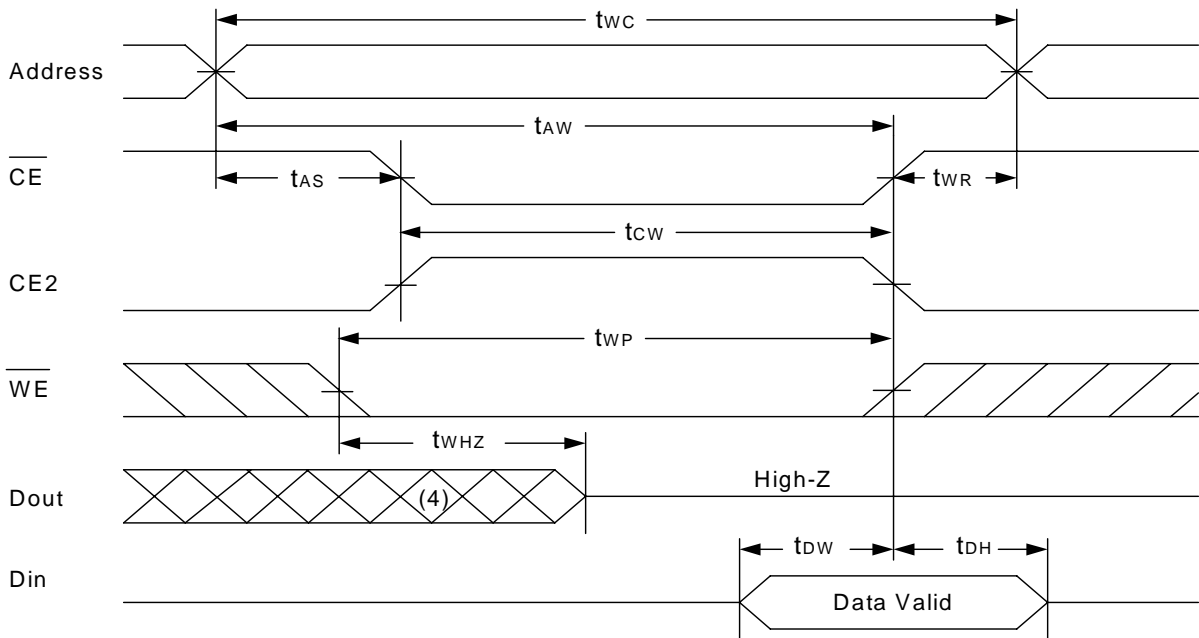 tWC
Address
tAW
CE
tAS
tWR
tCW
CE2
tWP
WE
tWHZ
High-Z
Dout
(4)
tDW
tDH
Din
Data Valid